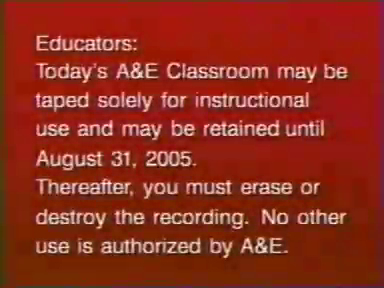 Educators:
Today's A&E Classroom may be
taped solely for instructional
use and may be retained until
August 31, 2005.
Thereafter, you must erase or
destroy the recording. No other
use is authorized by A&E.